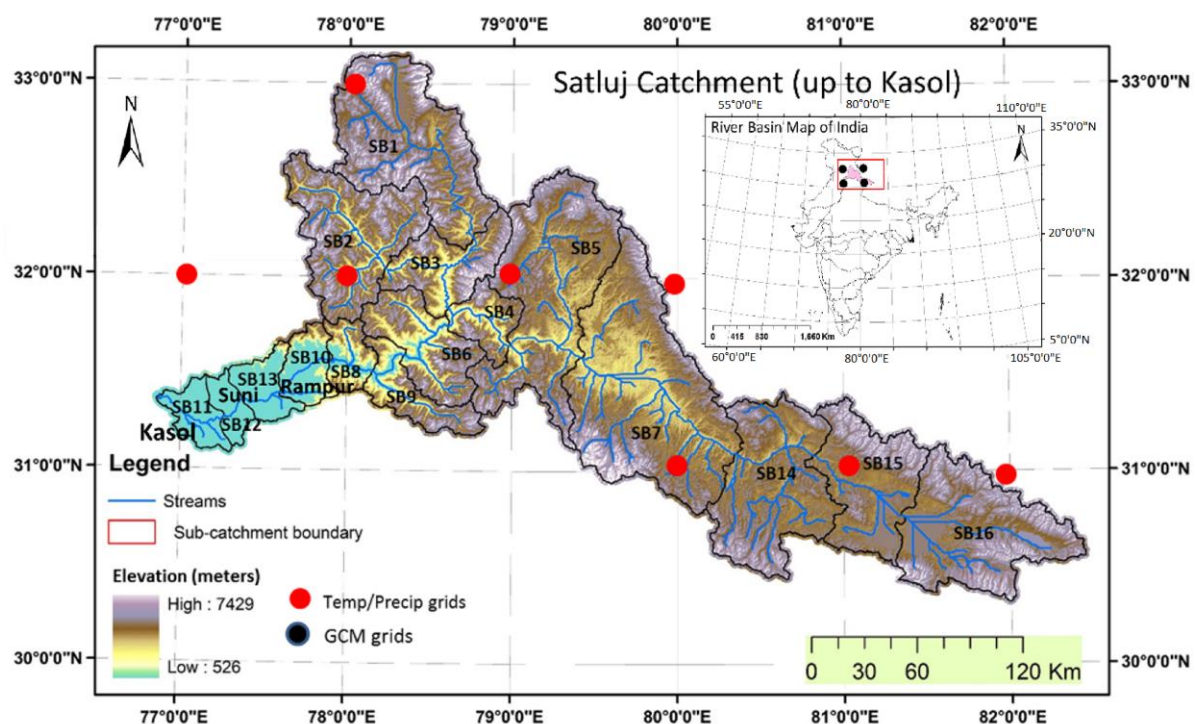 77°0'0"E 78°0'0"E 79°0'0"E 80°0'0"E 81°0'0"E 82°0'0"E
33°0'0"N
33°0'0"N
Satluj Catchment (up to Kasol)
N
55°0'0"E 80°0'0"E 110°0'0"E
River Basin Map of India
35°0'0"N
N
20°0'0"N
5°0'0"N
0 415 830 1,660 Km
60°0'0"E 80°0'0"E 105°0'0"E
SB1
SB2
SB3
SB5
32°0'0"N
32°0'0"N
SB4
SB6
SB10
SB8
SB13
Rampur
Suni
SB9
SB11
SB12
Kasol
SB7
31°0'0"N
31°0'0"N
SB14
SB15
SB16
Legend
Streams
Sub-catchment boundary
Elevation (meters)
High : 7429
Low : 526
Temp/Precip grids
GCM grids
0 30 60 120 Km
30°0'0"N
30°0'0"N
77°0'0"E 78°0'0"E 79°0'0"E 80°0'0"E 81°0'0"E 82°0'0"E